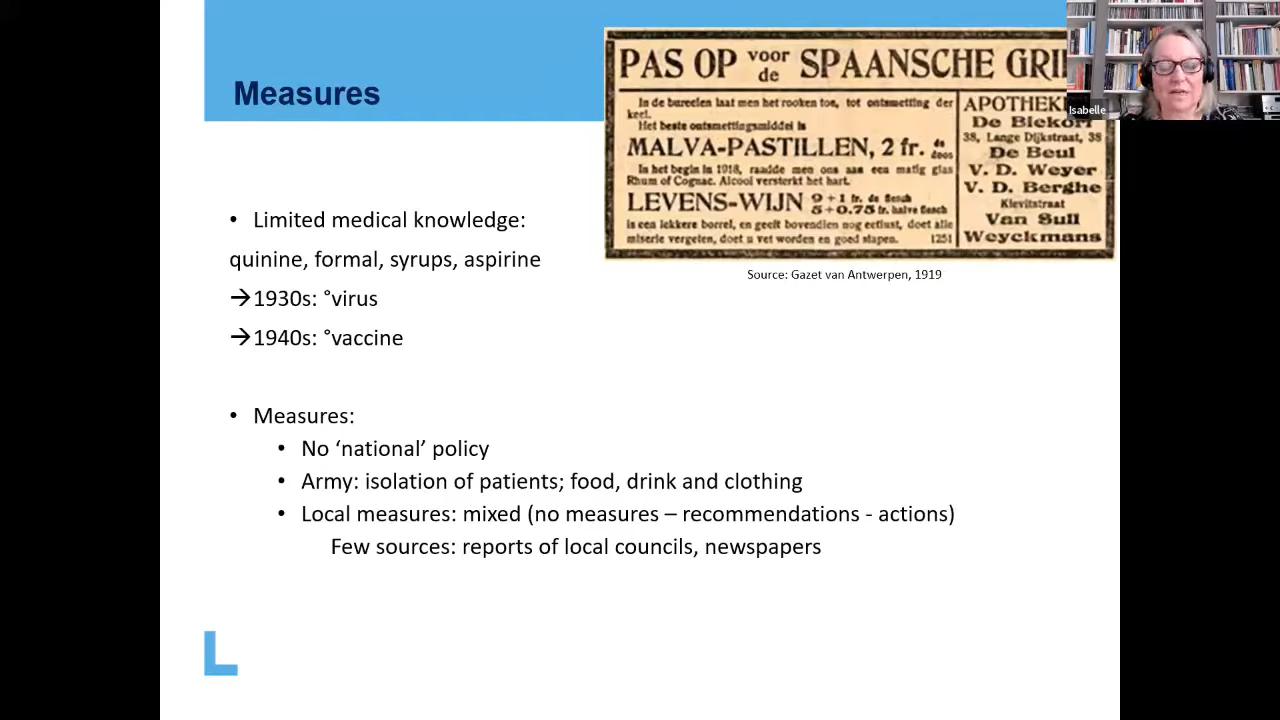 Measures
PAS OP voor de SPAANSCHE GRI
In de bureelen laat men het rooken toe, tot ontsmetting der
keel.
Het beste ontsmettingsmiddel is
MALVA-PASTILLEN, 2 fr. de doos
In het begin in 1918, raadde men ons aan een matig glas
Rhum of Cognac. Alcool versterkt het hart.
LEVENS-WIJN 9+1 fr. de flesch
5+0.75 fr. halve flesch
is een lekkere borrel, en geeft bovendien nog eetlust, doet alle
miserie vergeten, doet u vet worden en goed slapen. 1251
APOTHEK
De Biekorf
38, Lange Dijkstraat, 38
De Beul
V. D. Weyer
V. D. Berghe
Klevitstraat
Van Sull
Weyckmans
Isabelle
Source: Gazet van Antwerpen, 1919
• Limited medical knowledge:
quinine, formal, syrups, aspirine
→1930s: °virus
→1940s: °vaccine
• Measures:
• No ‘national’ policy
• Army: isolation of patients; food, drink and clothing
• Local measures: mixed (no measures – recommendations - actions)
Few sources: reports of local councils, newspapers